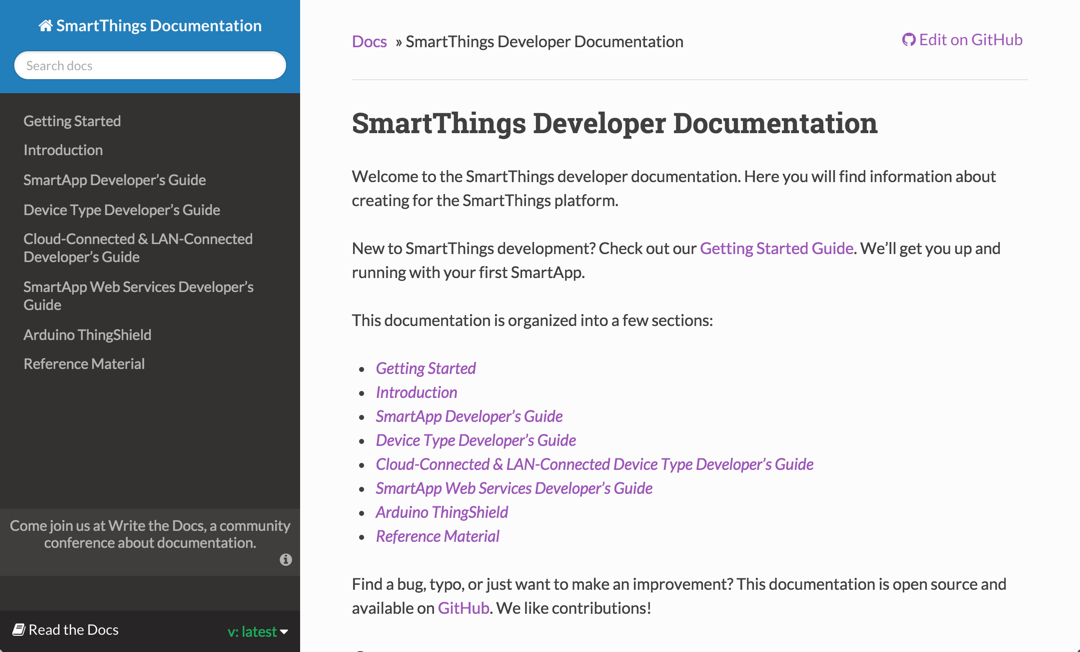 SmartThings Documentation
Search docs
Getting Started
Introduction
SmartApp Developer’s Guide
Device Type Developer’s Guide
Cloud-Connected & LAN-Connected
Developer’s Guide
SmartApp Web Services Developer’s
Guide
Arduino ThingShield
Reference Material
Come join us at Write the Docs, a community
conference about documentation.
Read the Docs
v: latest
Docs » SmartThings Developer Documentation
Edit on GitHub
SmartThings Developer Documentation
Welcome to the SmartThings developer documentation. Here you will find information about
creating for the SmartThings platform.
New to SmartThings development? Check out our Getting Started Guide. We’ll get you up and
running with your first SmartApp.
This documentation is organized into a few sections:
• Getting Started
• Introduction
• SmartApp Developer’s Guide
• Device Type Developer’s Guide
• Cloud-Connected & LAN-Connected Device Type Developer’s Guide
• SmartApp Web Services Developer’s Guide
• Arduino ThingShield
• Reference Material
Find a bug, typo, or just want to make an improvement? This documentation is open source and
available on GitHub. We like contributions!